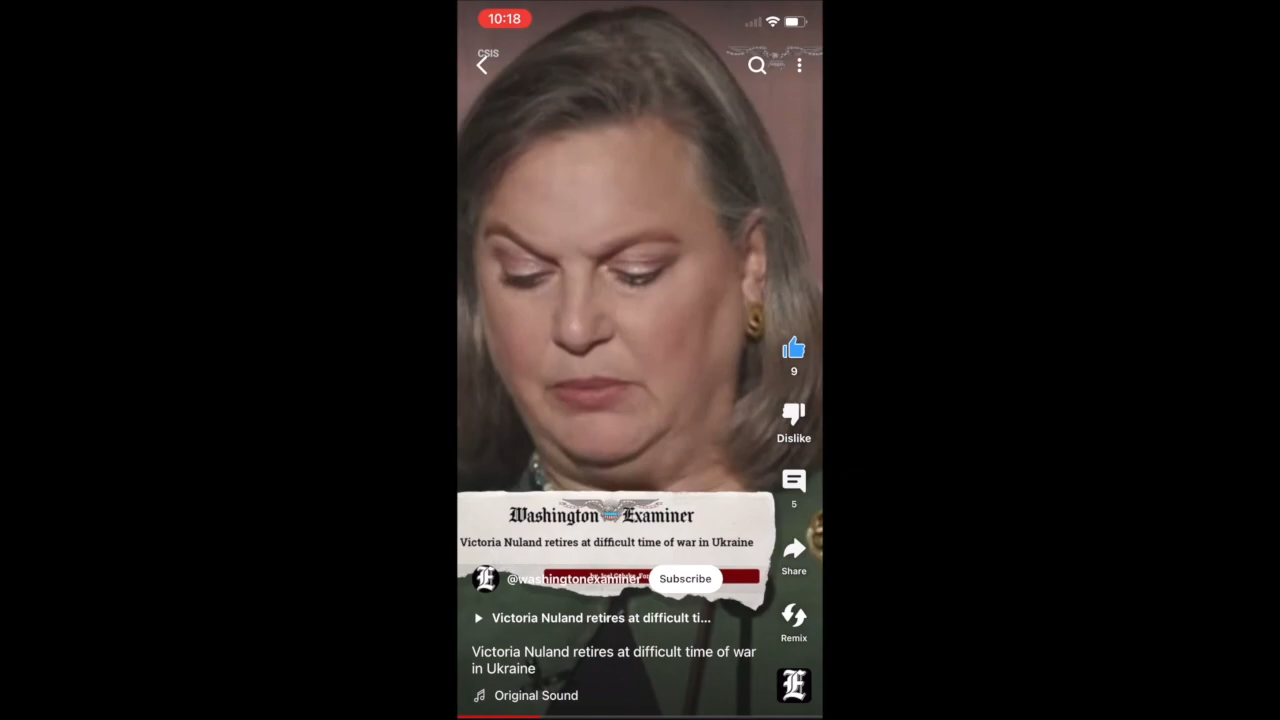 10:18
CSIS
9
Dislike
Washington Examiner
5
Victoria Nuland retires at difficult time of war in Ukraine
Share
@washingtonexaminer
Subscribe
Victoria Nuland retires at difficult ti...
Remix
Victoria Nuland retires at difficult time of war
in Ukraine
Original Sound